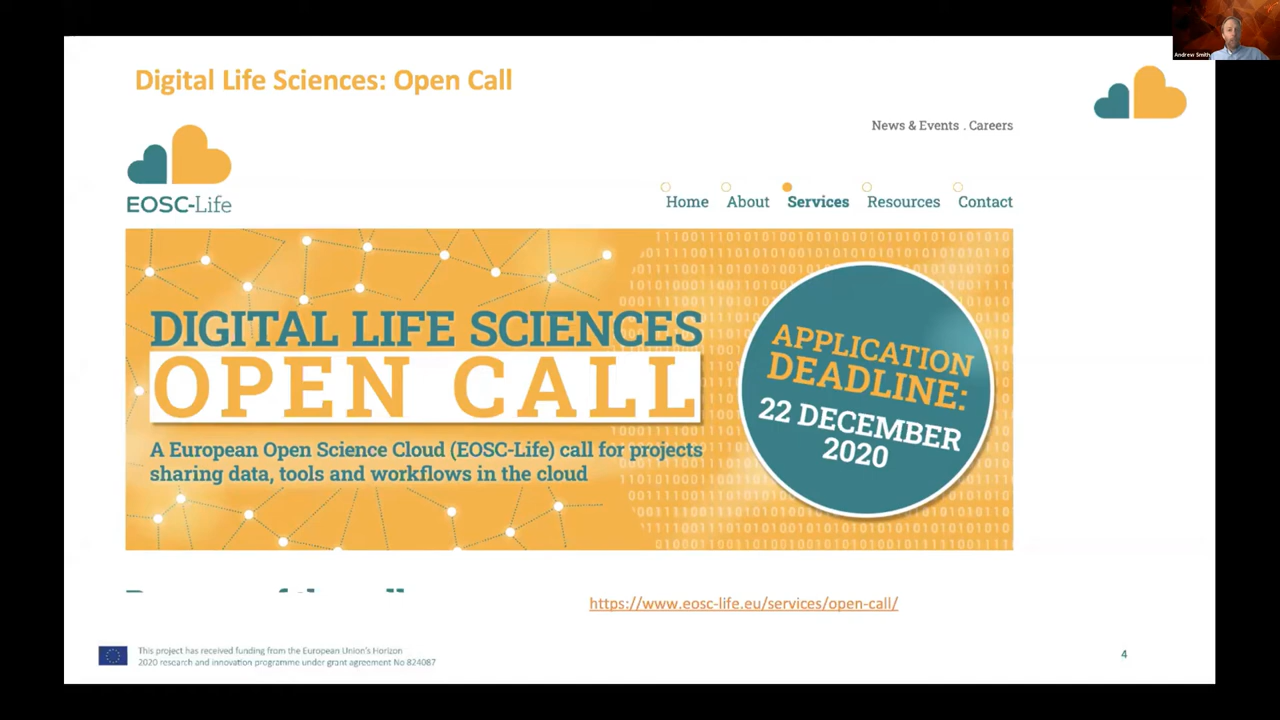 Andrew Smith
Digital Life Sciences: Open Call
News & Events . Careers
EOSC-Life
Home About Services Resources Contact
DIGITAL LIFE SCIENCES
OPEN CALL
A European Open Science Cloud (EOSC-Life) call for projects
sharing data, tools and workflows in the cloud
APPLICATION
DEADLINE:
22 DECEMBER
2020
https://www.eosc-life.eu/services/open-call/
This project has received funding from the European Union's Horizon
2020 research and innovation programme under grant agreement No 824087
4